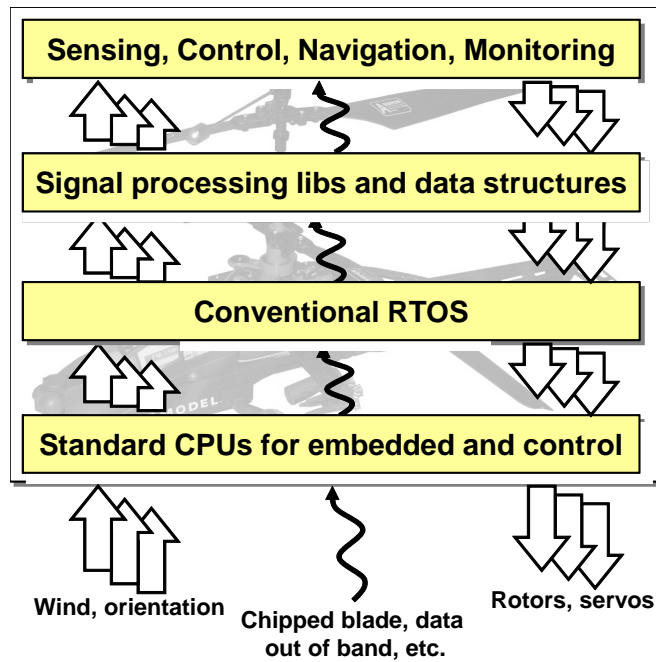 Sensing, Control, Navigation, Monitoring
Signal processing libs and data structures
Conventional RTOS
MODEL
Standard CPUs for embedded and control
Wind, orientation
Chipped blade, data
out of band, etc.
Rotors, servos